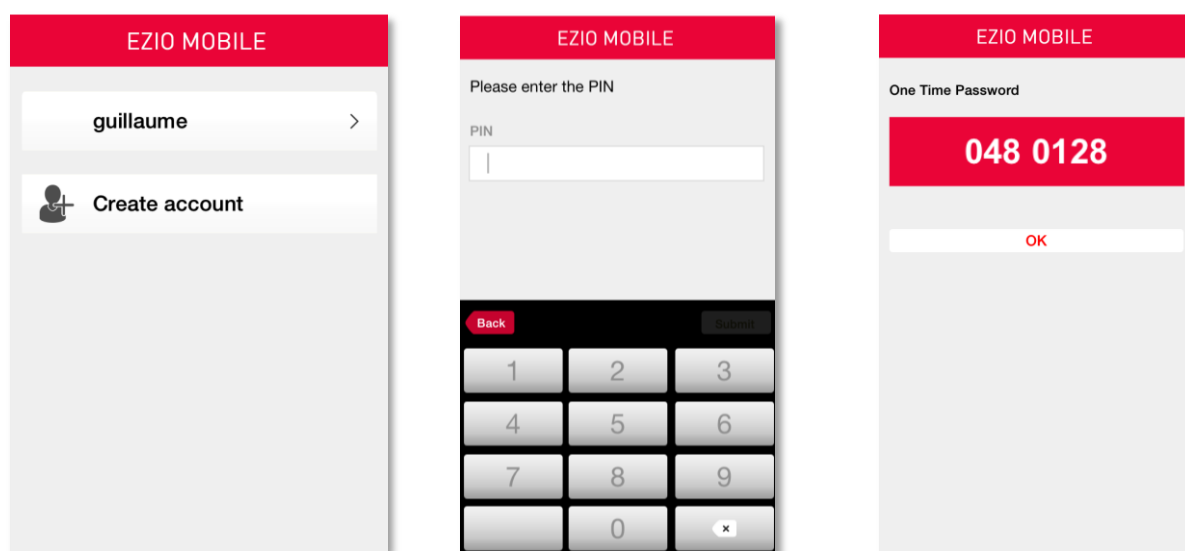 EZIO MOBILE
guillaume
Create account
EZIO MOBILE
Please enter the PIN
PIN
Back Submit
1 2 3
4 5 6
7 8 9
0 x
EZIO MOBILE
One Time Password
048 0128
OK